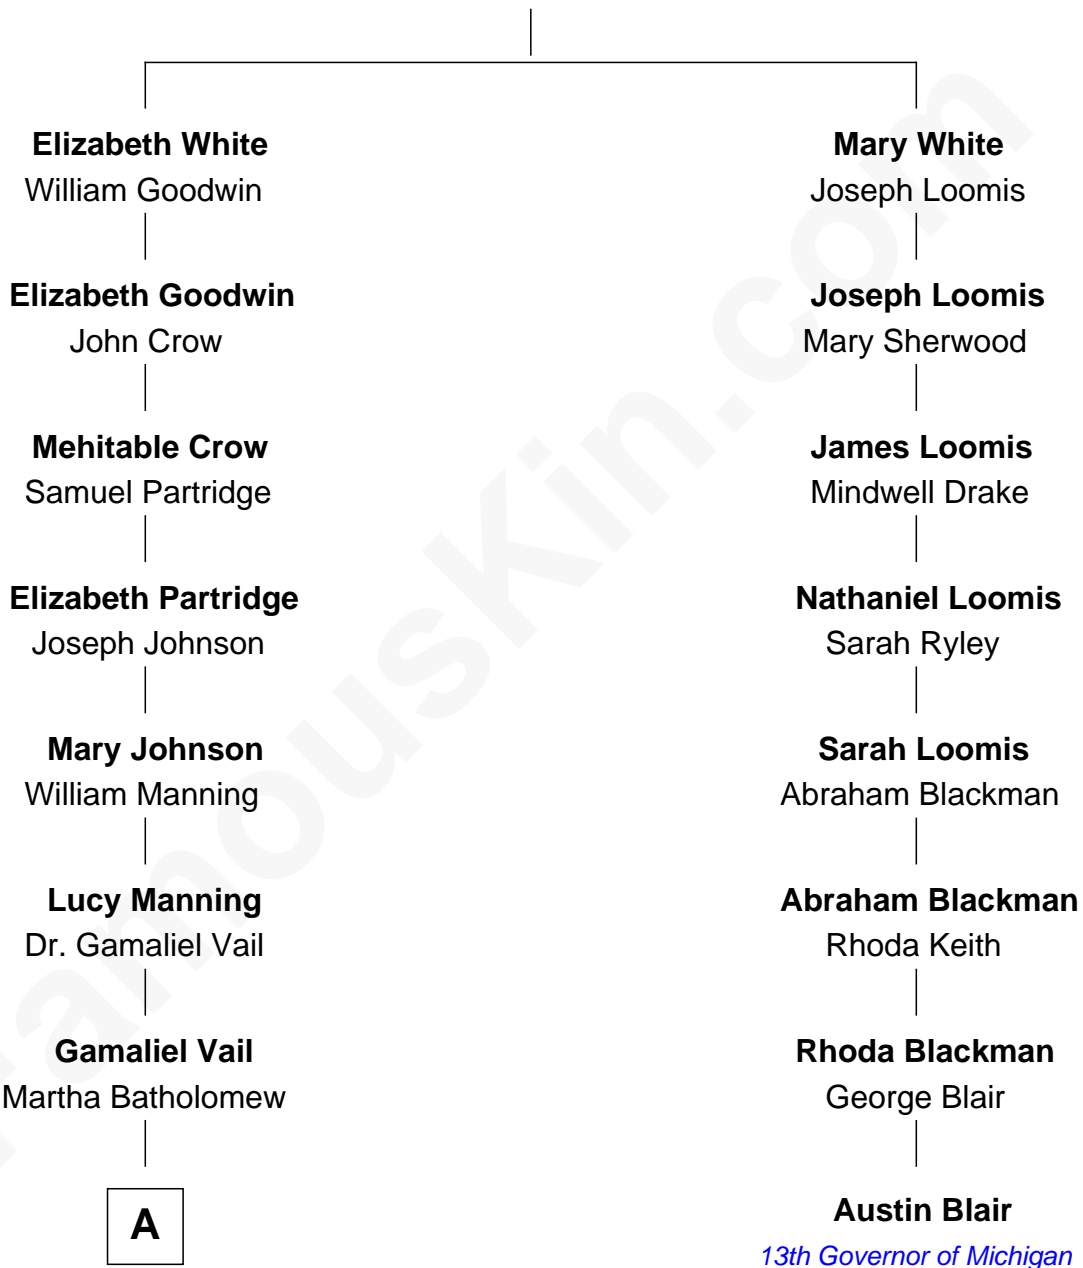 Elizabeth White
William Goodwin
Mary White
Joseph Loomis
Elizabeth Goodwin
John Crow
Joseph Loomis
Mary Sherwood
Mehitable Crow
Samuel Partridge
James Loomis
Mindwell Drake
Elizabeth Partridge
Joseph Johnson
Nathaniel Loomis
Sarah Ryley
Mary Johnson
William Manning
Sarah Loomis
Abraham Blackman
Lucy Manning
Dr. Gamaliel Vail
Abraham Blackman
Rhoda Keith
Gamaliel Vail
Martha Batholomew
Rhoda Blackman
George Blair
A
Austin Blair
13th Governor of Michigan
FamousKin.com